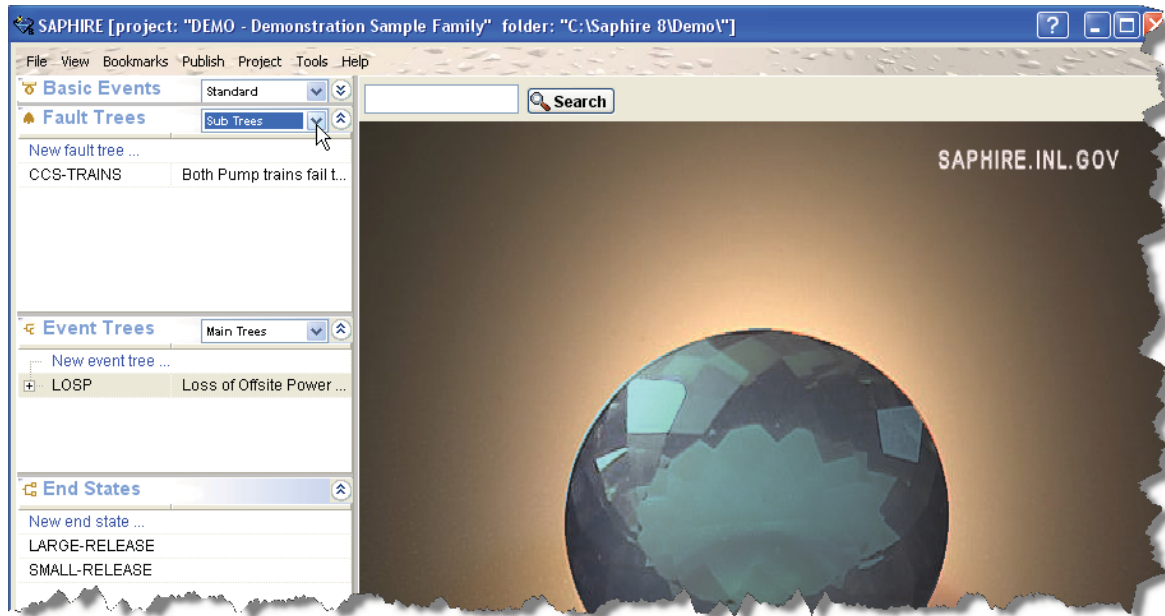 SAPHIRE [project: "DEMO - Demonstration Sample Family" folder: "C:\Saphire 8\Demo\"]
File View Bookmarks Publish Project Tools Help
Basic Events Standard
Search
Fault Trees Sub Trees
New fault tree ...
CCS-TRAINS Both Pump trains fail t...
SAPHIRE.INL.GOV
Event Trees Main Trees
New event tree ...
LOSP Loss of Offsite Power ...
End States
New end state ...
LARGE-RELEASE
SMALL-RELEASE